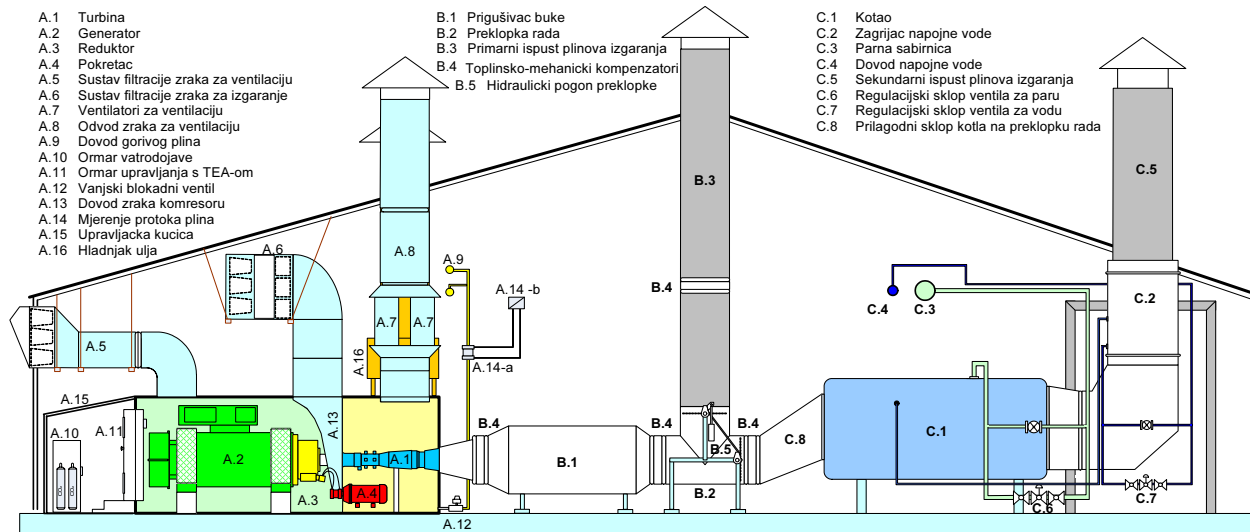 A.1 Turbina
A.2 Generator
A.3 Reduktor
A.4 Pokretac
A.5 Sustav filtracije zraka za ventilaciju
A.6 Sustav filtracije zraka za izgaranje
A.7 Ventilatori za ventilaciju
A.8 Odvod zraka za ventilaciju
A.9 Dovod gorivog plina
A.10 Ormar vatrodojave
A.11 Ormar upravljanja s TEA-om
A.12 Vanjski blokadni ventil
A.13 Dovod zraka komresoru
A.14 Mjerenje protoka plina
A.15 Upravljacka kucica
A.16 Hladnjak ulja
B.1 Prigušivac buke
B.2 Preklopka rada
B.3 Primarni ispust plinova izgaranja
B.4 Toplinsko-mehanicki kompenzatori
B.5 Hidraulicki pogon preklopke
C.1 Kotao
C.2 Zagrijac napojne vode
C.3 Parna sabirnica
C.4 Dovod napojne vode
C.5 Sekundarni ispust plinova izgaranja
C.6 Regulacijski sklop ventila za paru
C.7 Regulacijski sklop ventila za vodu
C.8 Prilagodni sklop kotla na preklopku rada
A.6
A.8
A.9
A.14 -b
A.7
A.7
A.16
A.14-a
A.5
A.15
A.10
A.11
A.13
A.2
A.3
A.4
A.1
A.12
B.3
B.4
B.4
B.4
B.4
B.5
B.1
B.2
C.8
C.5
C.2
C.4
C.3
C.1
C.6
C.7
CO₂
CO₂